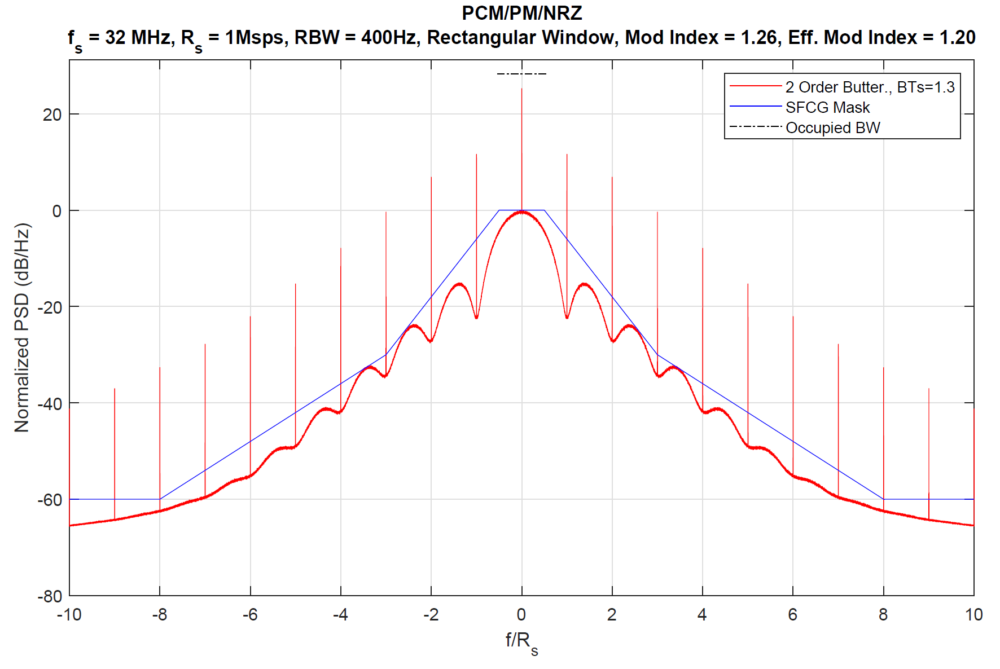 PCM/PM/NRZ
fs = 32 MHz, Rs = 1Msps, RBW = 400Hz, Rectangular Window, Mod Index = 1.26, Eff. Mod Index = 1.20
2 Order Butter., BTs=1.3
SFCG Mask
Occupied BW
Normalized PSD (dB/Hz)
20
0
-20
-40
-60
-80
-10 -8 -6 -4 -2 0 2 4 6 8 10
f/Rs